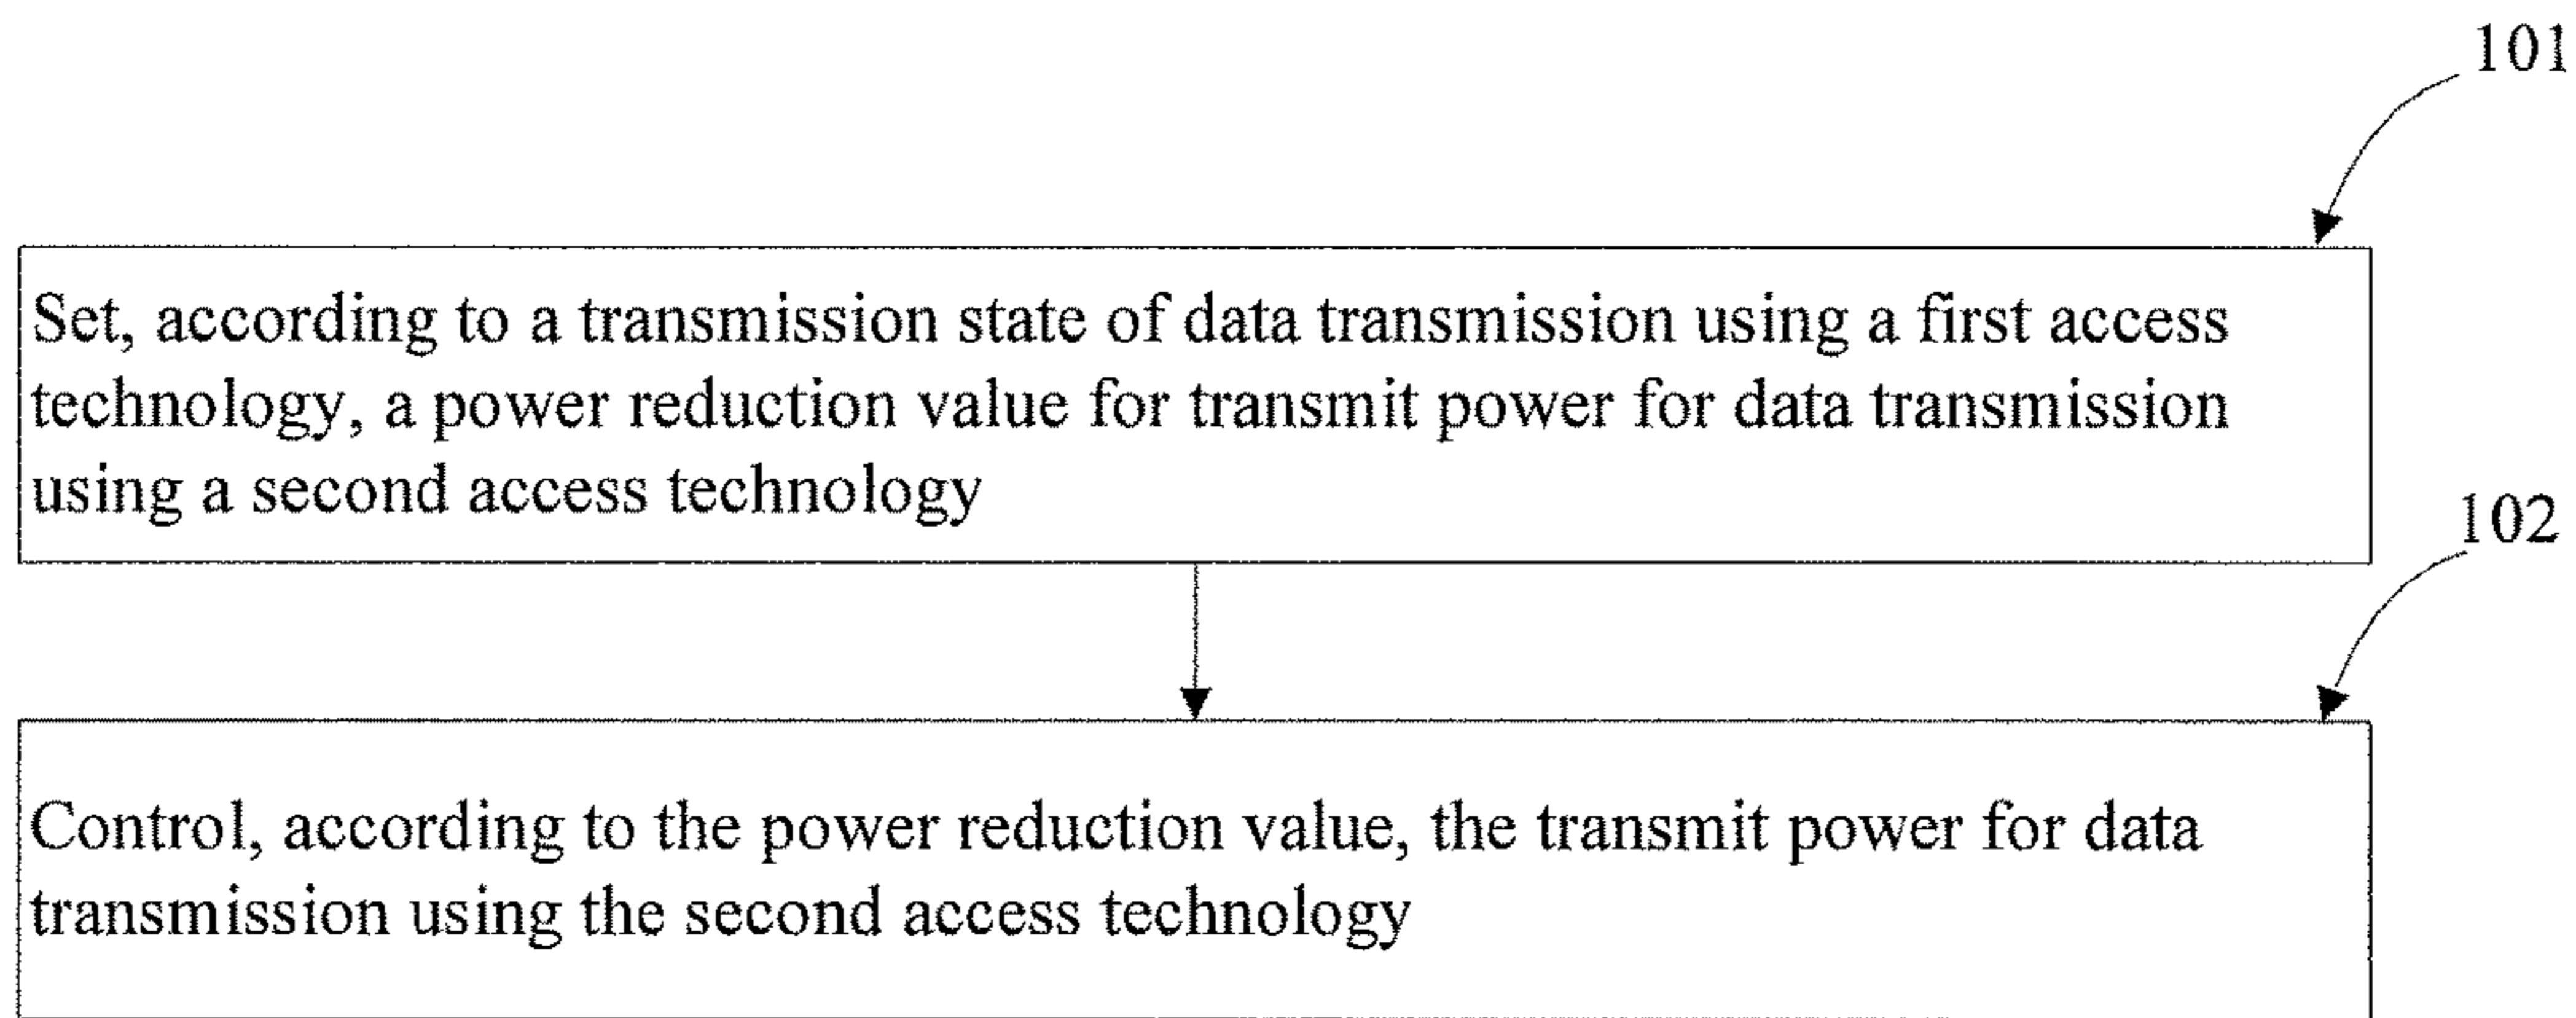 101
Set, according to a transmission state of data transmission using a first access
technology, a power reduction value for transmit power for data transmission
using a second access technology
102
Control, according to the power reduction value, the transmit power for data
transmission using the second access technology